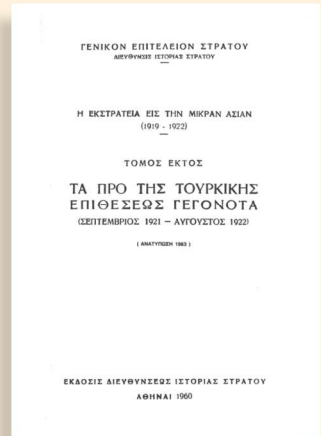 ΓΕΝΙΚΟΝ ΕΠΙΤΕΛΕΙΟΝ ΣΤΡΑΤΟΥ
ΔΙΕΥΘΥΝΣΙΣ ΙΣΤΟΡΙΑΣ ΣΤΡΑΤΟΥ
Η ΕΚΣΤΡΑΤΕΙΑ ΕΙΣ ΤΗΝ ΜΙΚΡΑΝ ΑΣΙΑΝ
(1919 - 1922)
ΤΟΜΟΣ ΕΚΤΟΣ
ΤΑ ΠΡΟ ΤΗΣ ΤΟΥΡΚΙΚΗΣ
ΕΠΙΘΕΣΕΩΣ ΓΕΓΟΝΟΤΑ
(ΣΕΠΤΕΜΒΡΙΟΣ 1921 – ΑΥΓΟΥΣΤΟΣ 1922)
( ΑΝΑΤΥΠΩΣΗ 1983 )
ΕΚΔΟΣΙΣ ΔΙΕΥΘΥΝΣΕΩΣ ΙΣΤΟΡΙΑΣ ΣΤΡΑΤΟΥ
ΑΘΗΝΑΙ 1960